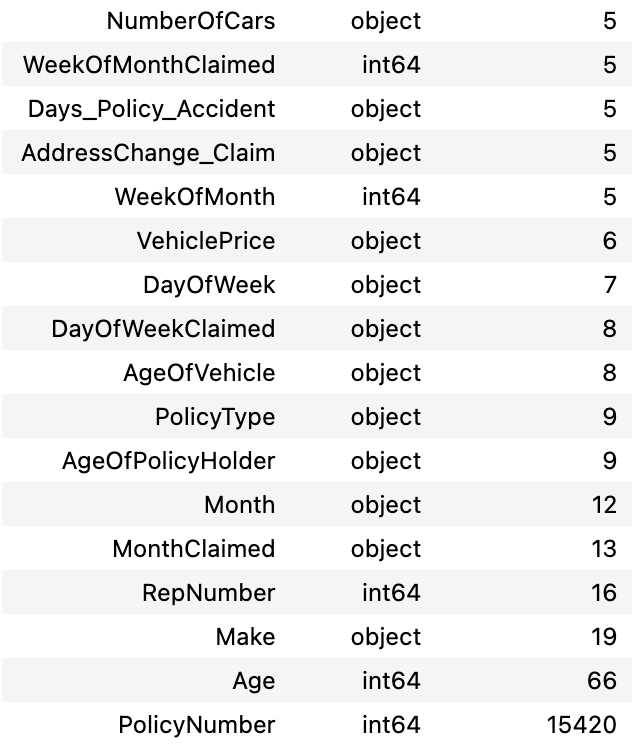 NumberOfCars object 5
WeekOfMonthClaimed int64 5
Days_Policy_Accident object 5
AddressChange_Claim object 5
WeekOfMonth int64 5
VehiclePrice object 6
DayOfWeek object 7
DayOfWeekClaimed object 8
AgeOfVehicle object 8
PolicyType object 9
AgeOfPolicyHolder object 9
Month object 12
MonthClaimed object 13
RepNumber int64 16
Make object 19
Age int64 66
PolicyNumber int64 15420